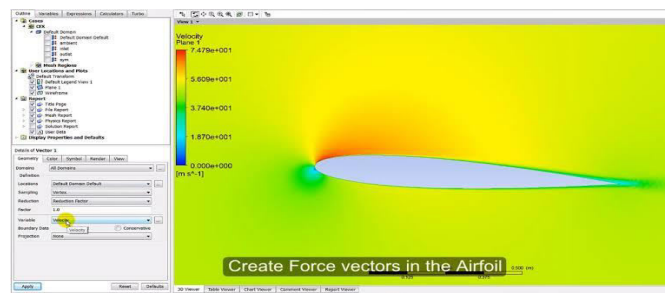 Outline Variables Expressions Calculators Turbo
Cases
CFX
Default Domain
Default Domain Default
ambient
inlet
outlet
sym
Mesh Regions
User Locations and Plots
Default Transform
Default Legend View 1
Plane 1
Wireframe
Report
Title Page
File Report
Mesh Report
Physics Report
Solution Report
User Data
Display Properties and Defaults
Details of Vector 1
Geometry Color Symbol Render View
Domains All Domains ...
Definition
Locations Default Domain Default ...
Sampling Vertex
Reduction Reduction Factor
Factor 1.0
Variable Velocity ...
Boundary Data Velocity Conservative
Projection None
Apply Reset Defaults
View 1
Velocity
Plane 1
7.479e+001
5.609e+001
3.740e+001
1.870e+001
0.000e+000
[m s^-1]
Create Force vectors in the Airfoil
3D Viewer Table Viewer Chart Viewer Comment Viewer Report Viewer